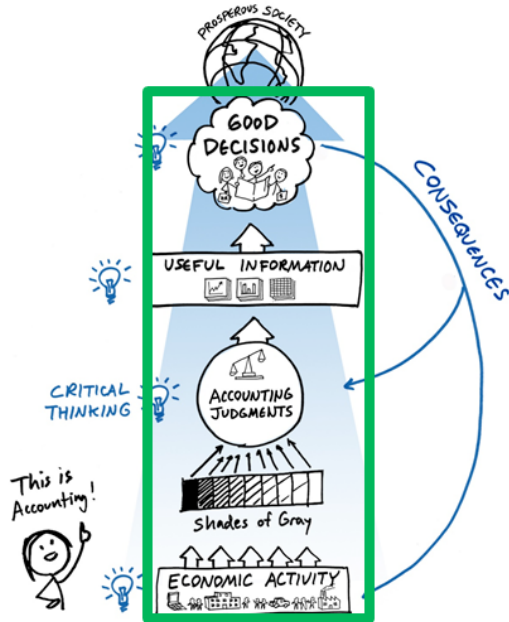 PROSPEROUS SOCIETY
GOOD
DECISIONS
CONSEQUENCES
USEFUL INFORMATION
CRITICAL
THINKING
ACCOUNTING
JUDGMENTS
This is
Accounting!
Shades of Gray
ECONOMIC ACTIVITY